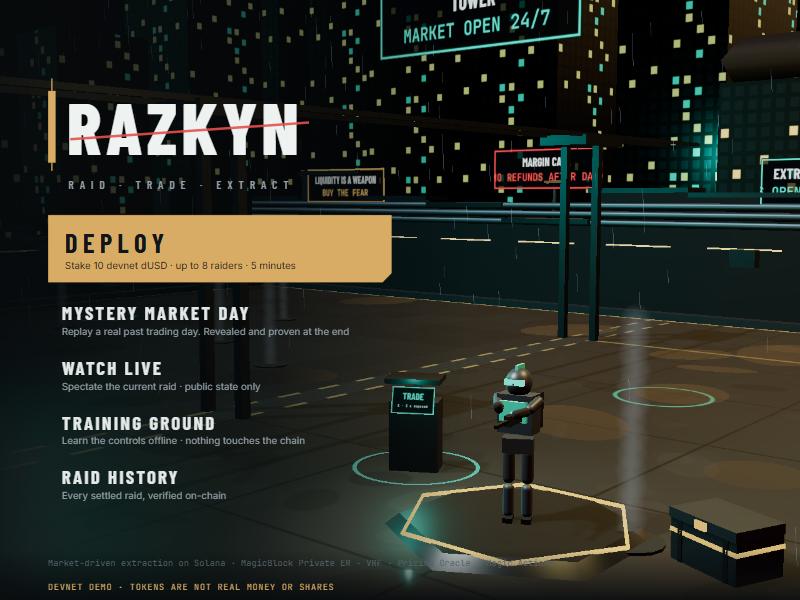 TOWER
MARKET OPEN 24/7
RAZKYN
RAID · TRADE · EXTRACT
LIQUIDITY IS A WEAPON
BUY THE FEAR
MARGIN CA
NO REFUNDS AFTER DA
EXTR
OPEN
DEPLOY
Stake 10 devnet dUSD · up to 8 raiders · 5 minutes
MYSTERY MARKET DAY
Replay a real past trading day. Revealed and proven at the end
WATCH LIVE
Spectate the current raid · public state only
TRAINING GROUND
Learn the controls offline · nothing touches the chain
RAID HISTORY
Every settled raid, verified on-chain
TRADE
Market-driven extraction on Solana · MagicBlock Private ER · VRF · Pricing Oracle
DEVNET DEMO · TOKENS ARE NOT REAL MONEY OR SHARES